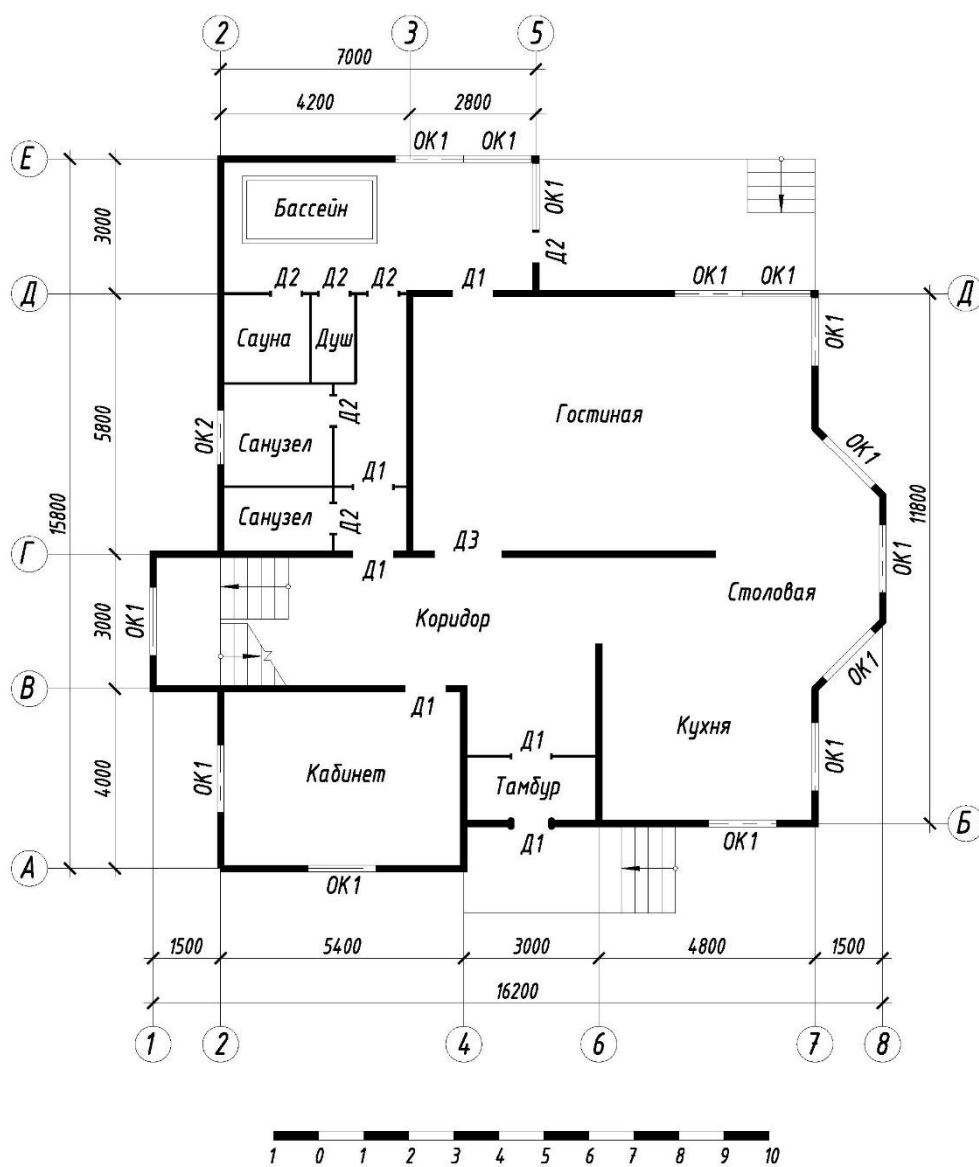 2 3 5
7000
4200 2800
ОК1 ОК1
Е
3000
Бассейн
ОК1
Д2
Д2 Д2 Д2 Д1 ОК1 ОК1
Д Д
Сауна Душ
ОК1
Гостиная
Д2
ОК2
5800
Санузел
ОК1
Д1
15800
11800
Санузел
Д2
ОК1
Г
Д1
Д3
Столовая
ОК1
3000
Коридор
ОК1
В
Д1
Кухня
ОК1
Д1
ОК1
4000
Кабинет
Тамбур
Б
Д1
ОК1
А
ОК1
1500 5400 3000 4800 1500
16200
1 2 4 6 7 8
1 0 1 2 3 4 5 6 7 8 9 10